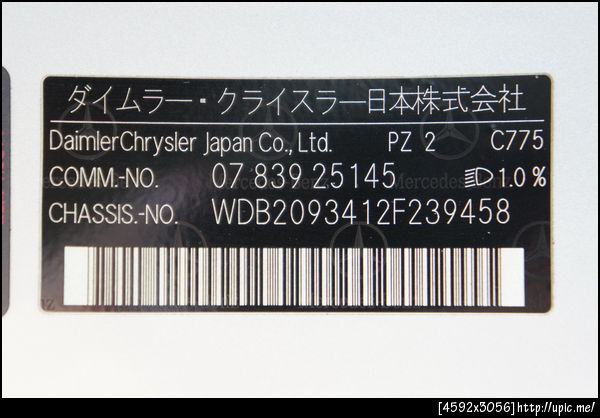 ダイムラー・クライスラー日本株式会社
DaimlerChrysler Japan Co., Ltd. PZ 2 C775
COMM.-NO. 07 839 25145 1.0 %
CHASSIS.-NO. WDB2093412F239458
[4592x3056]http://upic.me/